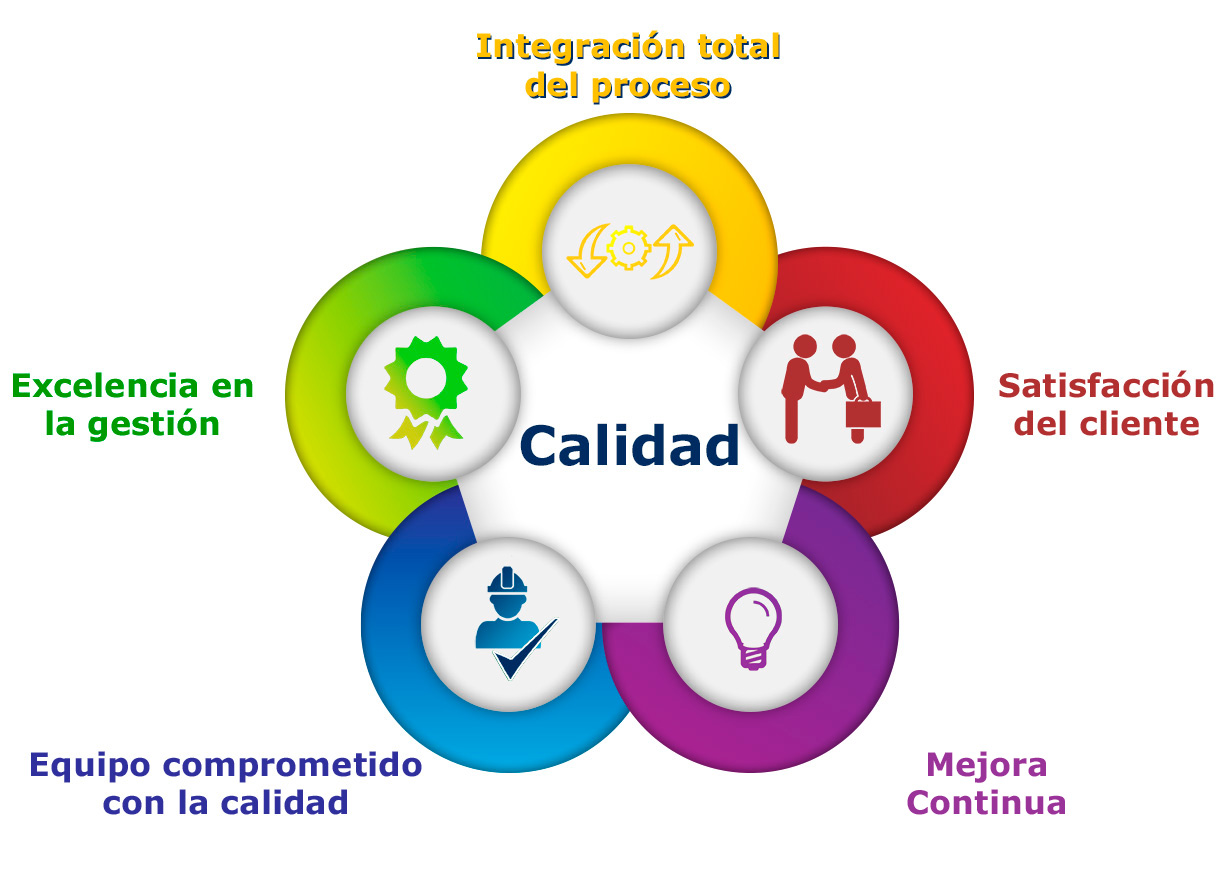 Integración total
del proceso
Excelencia en
la gestión
Satisfacción
del cliente
Calidad
Equipo comprometido
con la calidad
Mejora
Continua